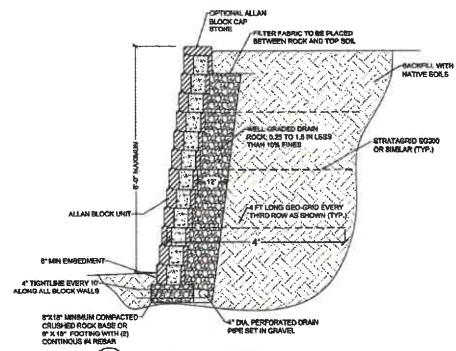 OPTIONAL ALLAN
BLOCK CAP
STONE
FILTER FABRIC TO BE PLACED
BETWEEN ROCK AND TOP SOIL
BACKFILL WITH
NATIVE SOILS
WELL GRADED DRAIN
ROCK; 0.25 TO 1.5 IN LESS
THAN 10% FINES
STRATAGRID SG200
OR SIMILAR (TYP.)
MAXIMUM
12"
ALLAN BLOCK UNIT
4 FT LONG GEO-GRID EVERY
THIRD ROW AS SHOWN (TYP.)
4'
6" MIN EMBEDMENT
4" TIGHTLINE EVERY 10'
ALONG ALL BLOCK WALLS
MINIMUM COMPACTED
CRUSHED ROCK BASE OR
FOOTING WITH (2)
CONTINOUS #4 REBAR
4" DIA. PERFORATED DRAIN
PIPE SET IN GRAVEL